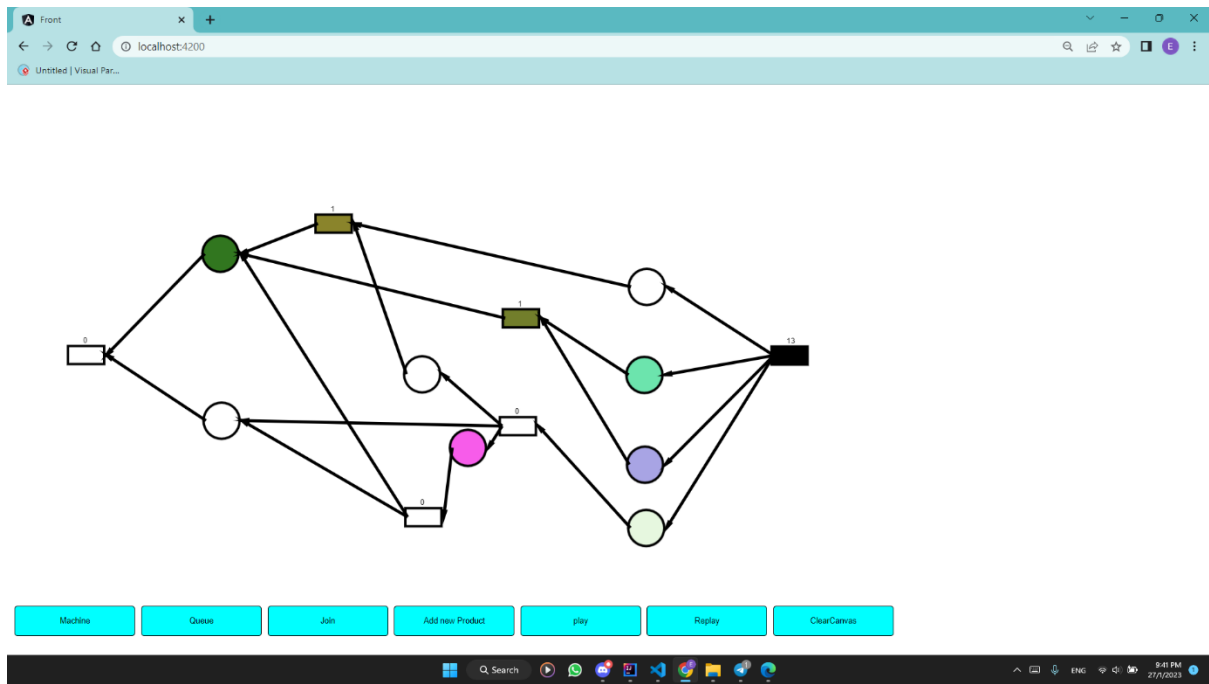 Front
localhost:4200
Untitled | Visual Par...
1
1
13
0
0
0
Machine
Queue
Join
Add new Product
play
Replay
ClearCanvas
E
Search
ENG
9:41 PM
27/1/2023